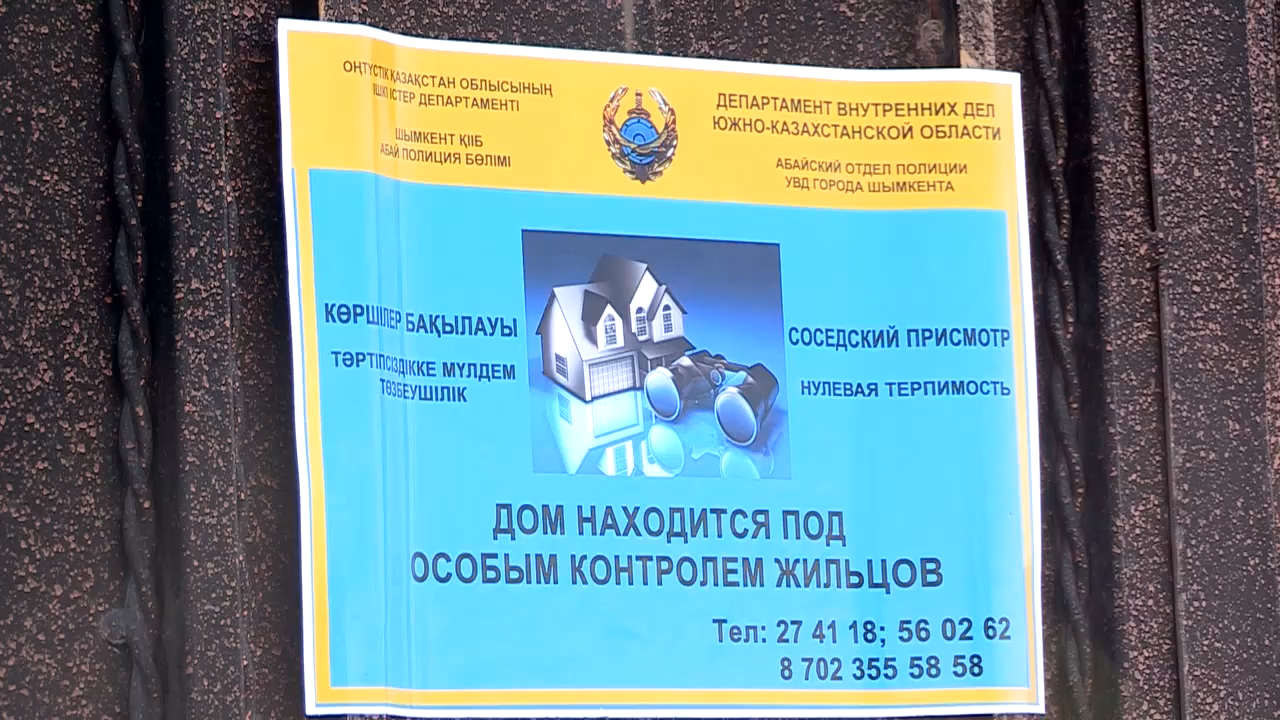 ОҢТҮСТІК ҚАЗАҚСТАН ОБЛЫСЫНЫҢ
ІШКІ ІСТЕР ДЕПАРТАМЕНТІ
ШЫМКЕНТ ҚІІБ
АБАЙ ПОЛИЦИЯ БӨЛІМІ
ДЕПАРТАМЕНТ ВНУТРЕННИХ ДЕЛ
ЮЖНО-КАЗАХСТАНСКОЙ ОБЛАСТИ
АБАЙСКИЙ ОТДЕЛ ПОЛИЦИИ
УВД ГОРОДА ШЫМКЕНТА
КӨРШІЛЕР БАҚЫЛАУЫ
ТӘРТІПСІЗДІККЕ МҮЛДЕМ
ТӨЗБЕУШІЛІК
СОСЕДСКИЙ ПРИСМОТР
НУЛЕВАЯ ТЕРПИМОСТЬ
ДОМ НАХОДИТСЯ ПОД
ОСОБЫМ КОНТРОЛЕМ ЖИЛЬЦОВ
Тел: 27 41 18; 56 02 62
8 702 355 58 58